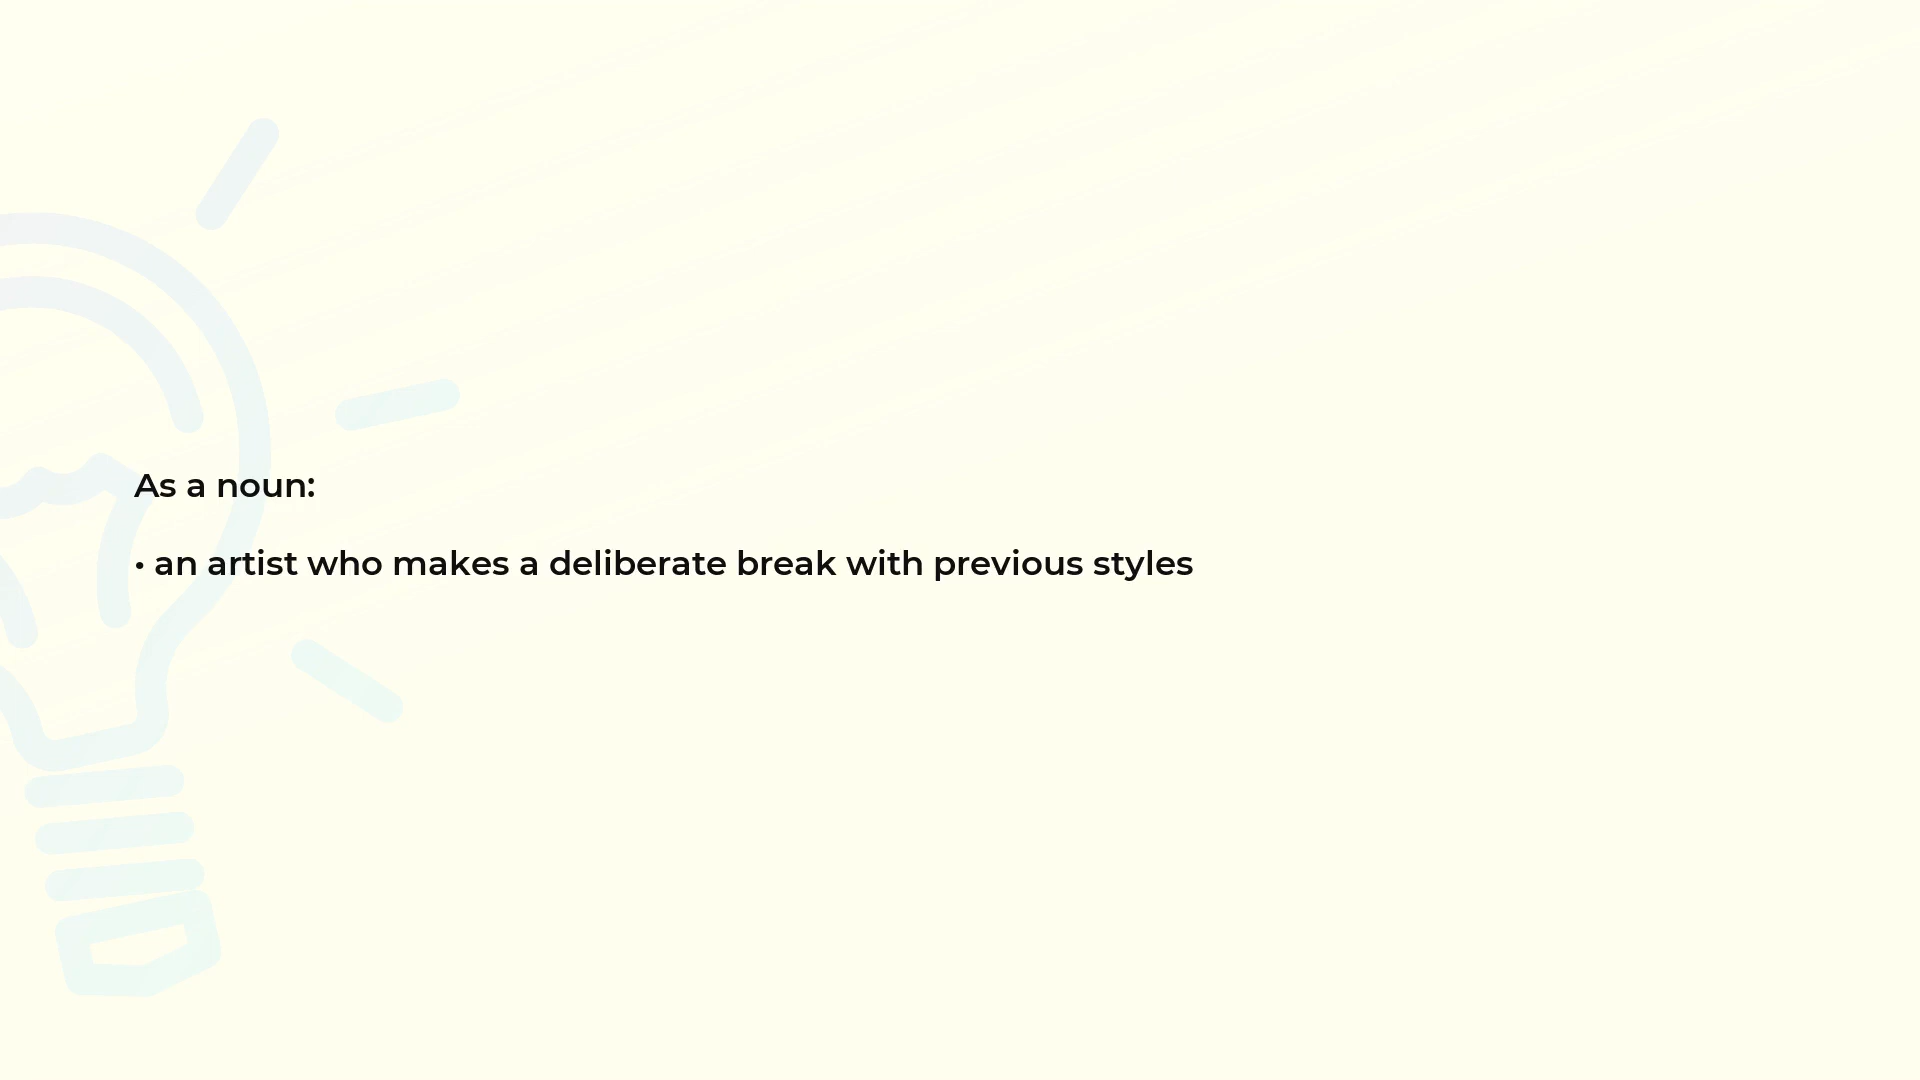 As a noun:
• an artist who makes a deliberate break with previous styles